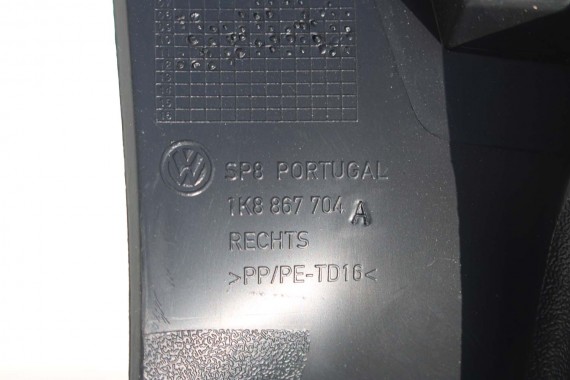 SP8 PORTUGAL
1K8 867 704 A
RECHTS
>PP/PE-TD16<